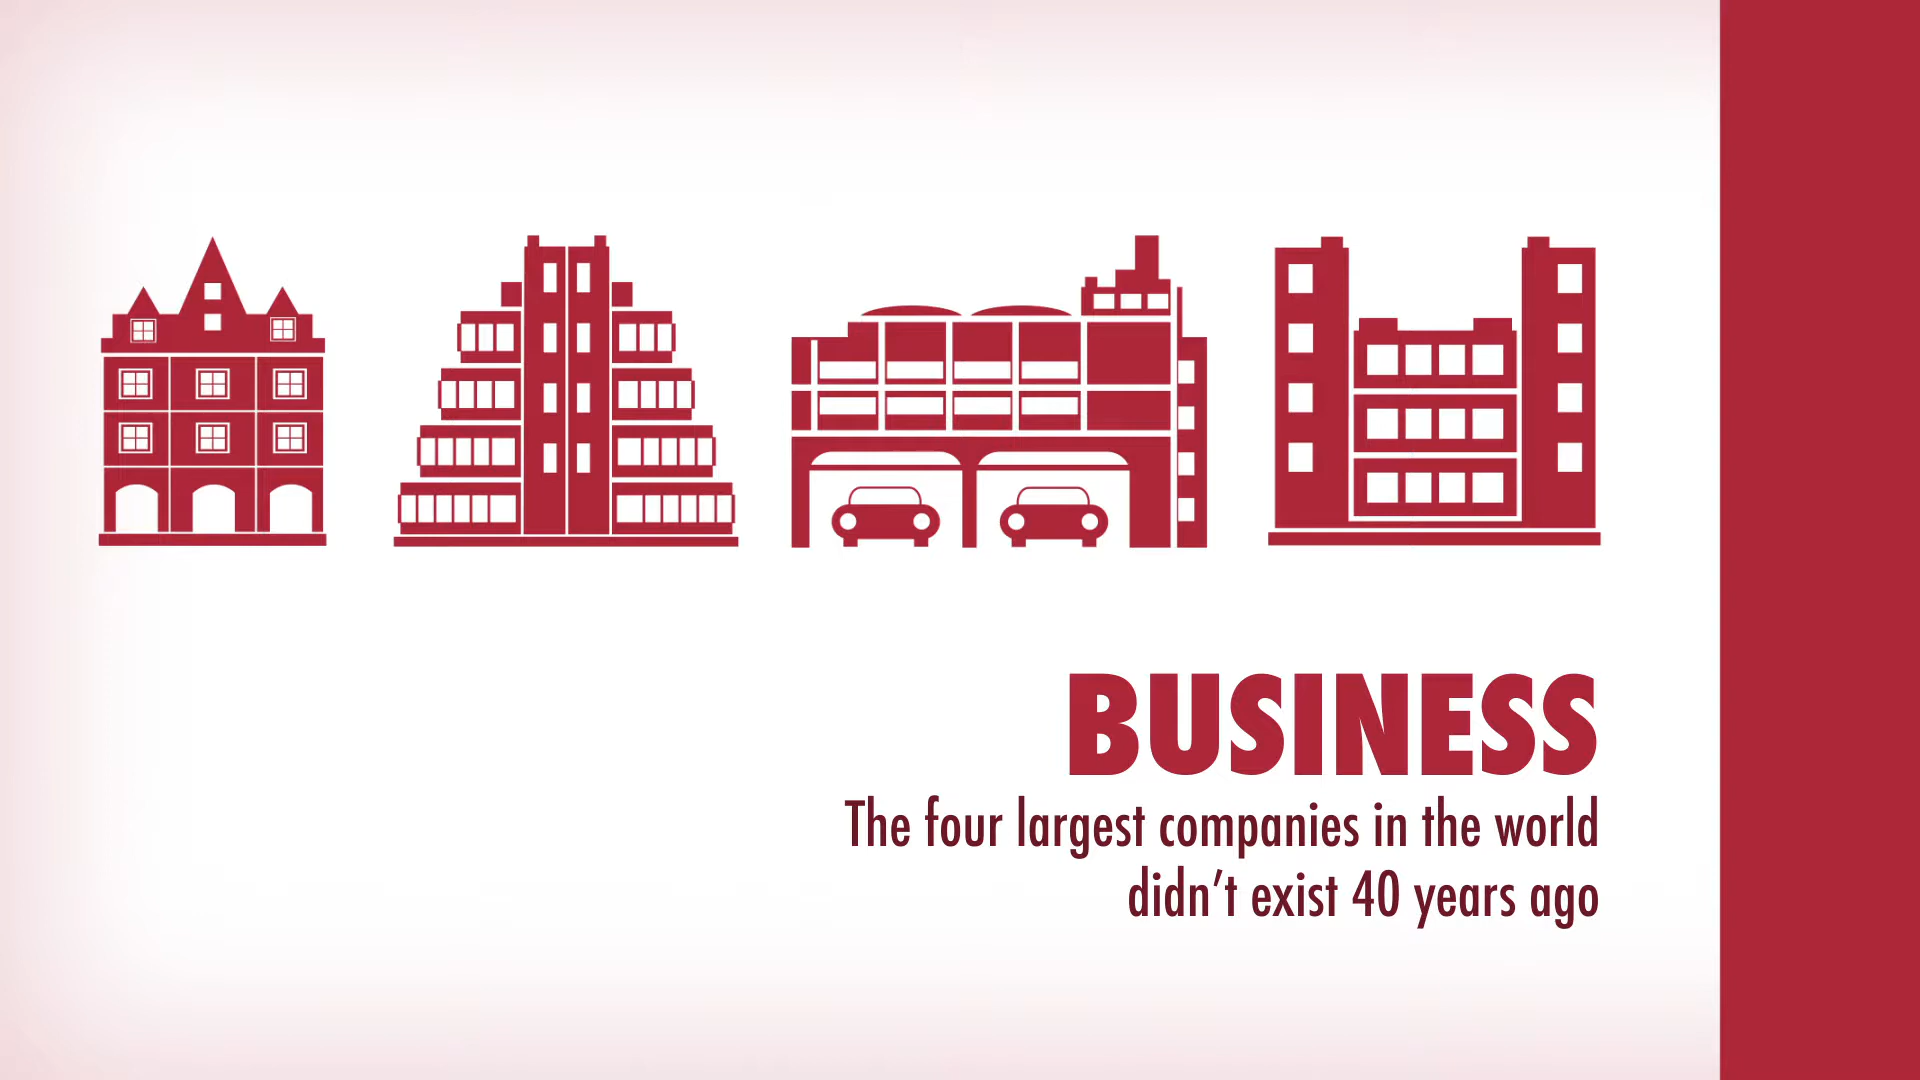 BUSINESS
The four largest companies in the world
didn’t exist 40 years ago